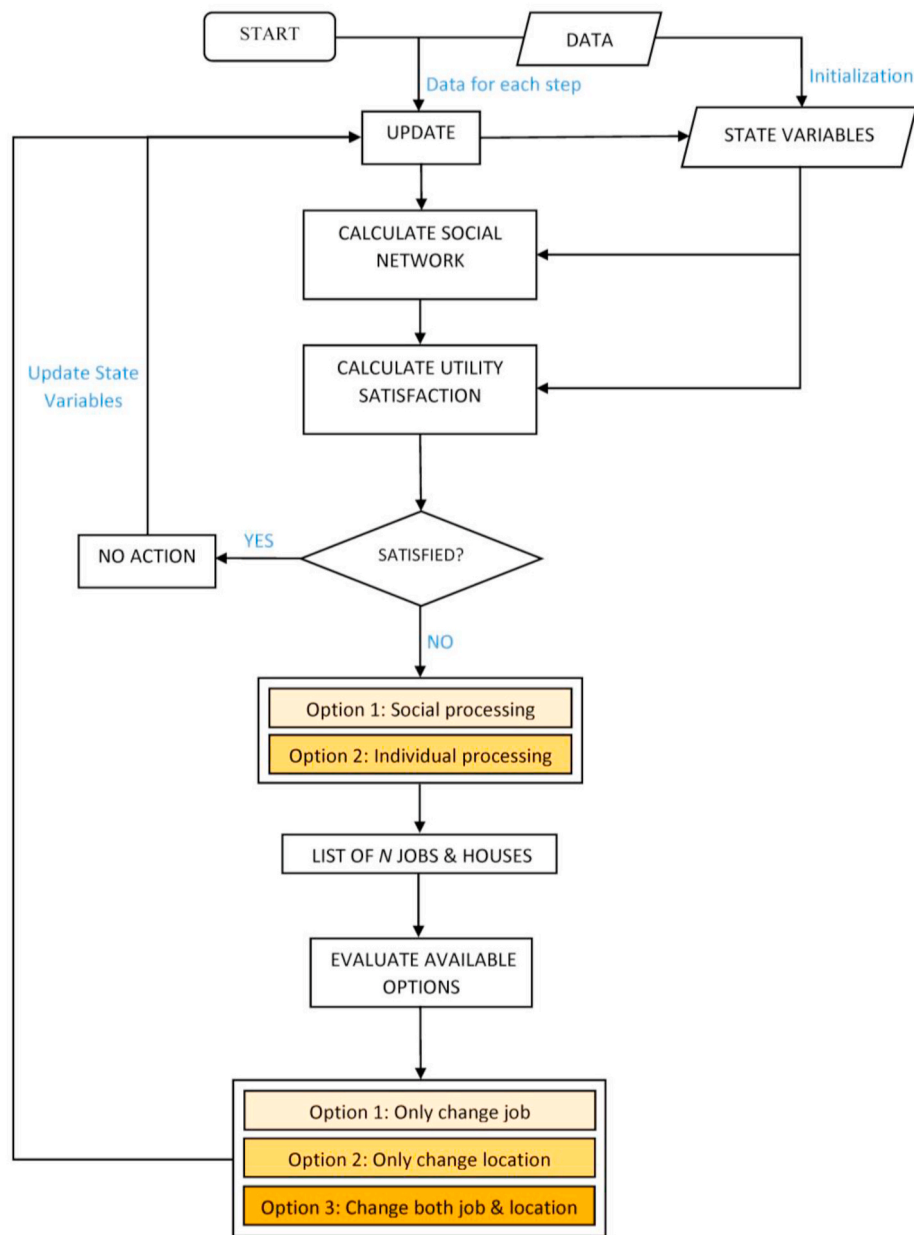 START
DATA
Data for each step
Initialization
UPDATE
STATE VARIABLES
CALCULATE SOCIAL
NETWORK
CALCULATE UTILITY
SATISFACTION
Update State
Variables
NO ACTION
YES
SATISFIED?
NO
Option 1: Social processing
Option 2: Individual processing
LIST OF N JOBS & HOUSES
EVALUATE AVAILABLE
OPTIONS
Option 1: Only change job
Option 2: Only change location
Option 3: Change both job & location